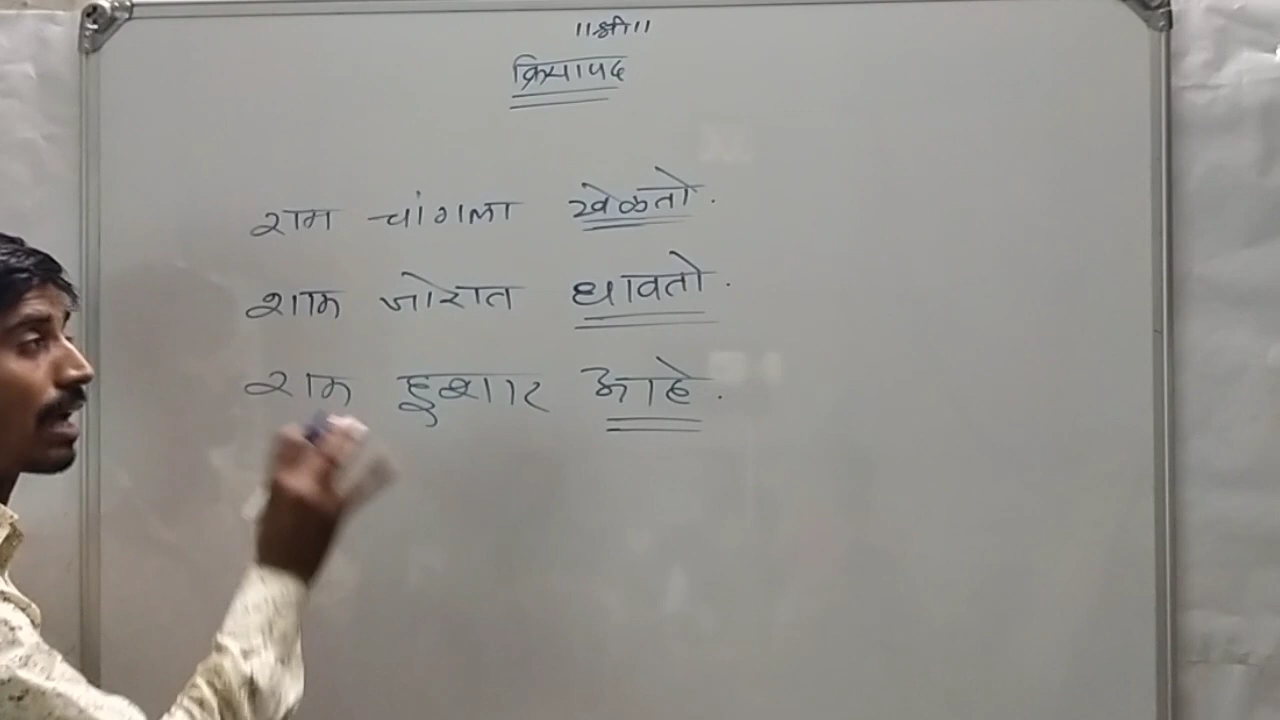 ॥श्री॥
क्रियापद
राम चांगला खेळतो.
राम जोरात धावतो.
राम हुशार आहे.